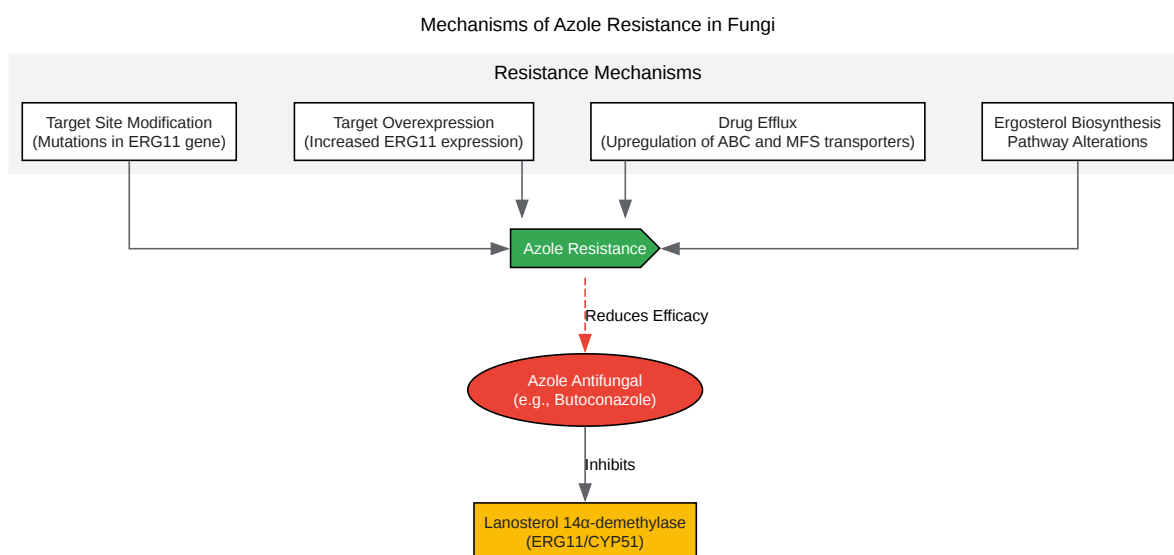 Mechanisms of Azole Resistance in Fungi
Resistance Mechanisms
Target Site Modification
(Mutations in ERG11 gene)
Target Overexpression
(Increased ERG11 expression)
Drug Efflux
(Upregulation of ABC and MFS transporters)
Ergosterol Biosynthesis
Pathway Alterations
Azole Resistance
Reduces Efficacy
Azole Antifungal
(e.g., Butoconazole)
Inhibits
Lanosterol 14α-demethylase
(ERG11/CYP51)